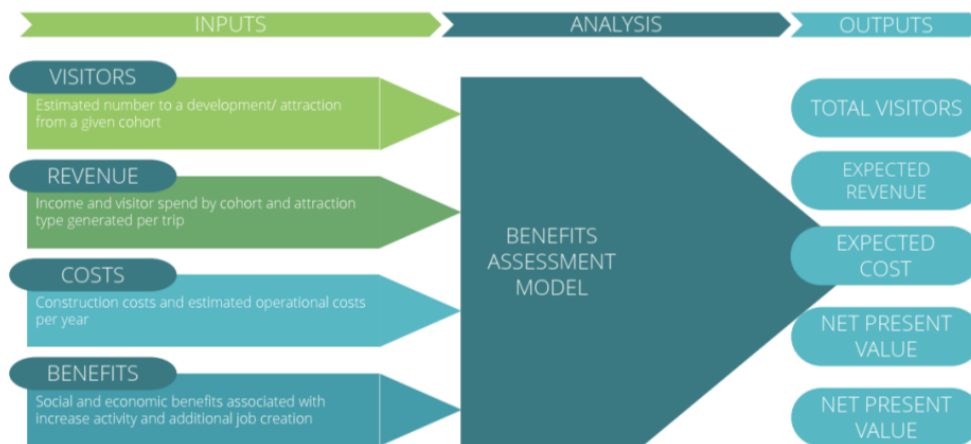 INPUTS
ANALYSIS
OUTPUTS
VISITORS
Estimated number to a development/ attraction
from a given cohort
REVENUE
Income and visitor spend by cohort and attraction
type generated per trip
COSTS
Construction costs and estimated operational costs
per year
BENEFITS
Social and economic benefits associated with
increase activity and additional job creation
BENEFITS
ASSESSMENT
MODEL
TOTAL VISITORS
EXPECTED
REVENUE
EXPECTED
COST
NET PRESENT
VALUE
NET PRESENT
VALUE